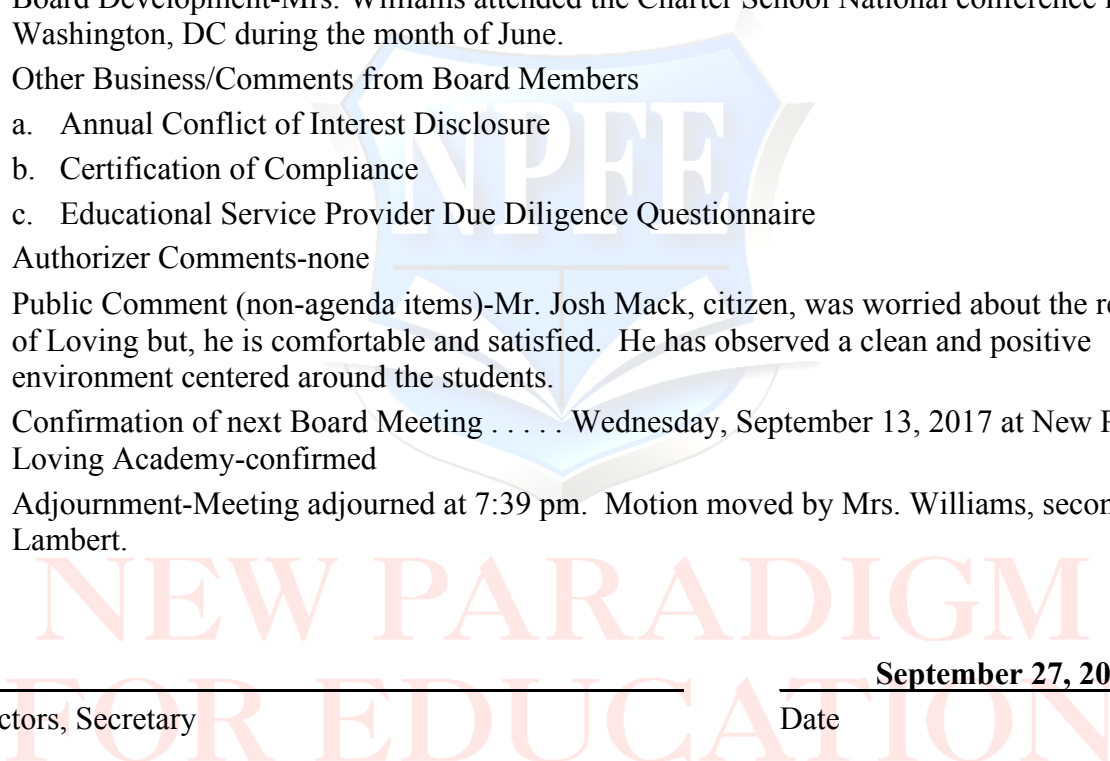 Board Development-Mrs. Williams attended the Charter School National conference
Washington, DC during the month of June.
Other Business/Comments from Board Members
a. Annual Conflict of Interest Disclosure
b. Certification of Compliance
c. Educational Service Provider Due Diligence Questionnaire
Authorizer Comments-none
Public Comment (non-agenda items)-Mr. Josh Mack, citizen, was worried about the
of Loving but, he is comfortable and satisfied. He has observed a clean and positive
environment centered around the students.
Confirmation of next Board Meeting . . . . . Wednesday, September 13, 2017 at New
Loving Academy-confirmed
Adjournment-Meeting adjourned at 7:39 pm. Motion moved by Mrs. Williams,
Lambert.
NPFE
NEW PARADIGM
FOR EDUCATION
September 27, 20
ctors, Secretary
Date